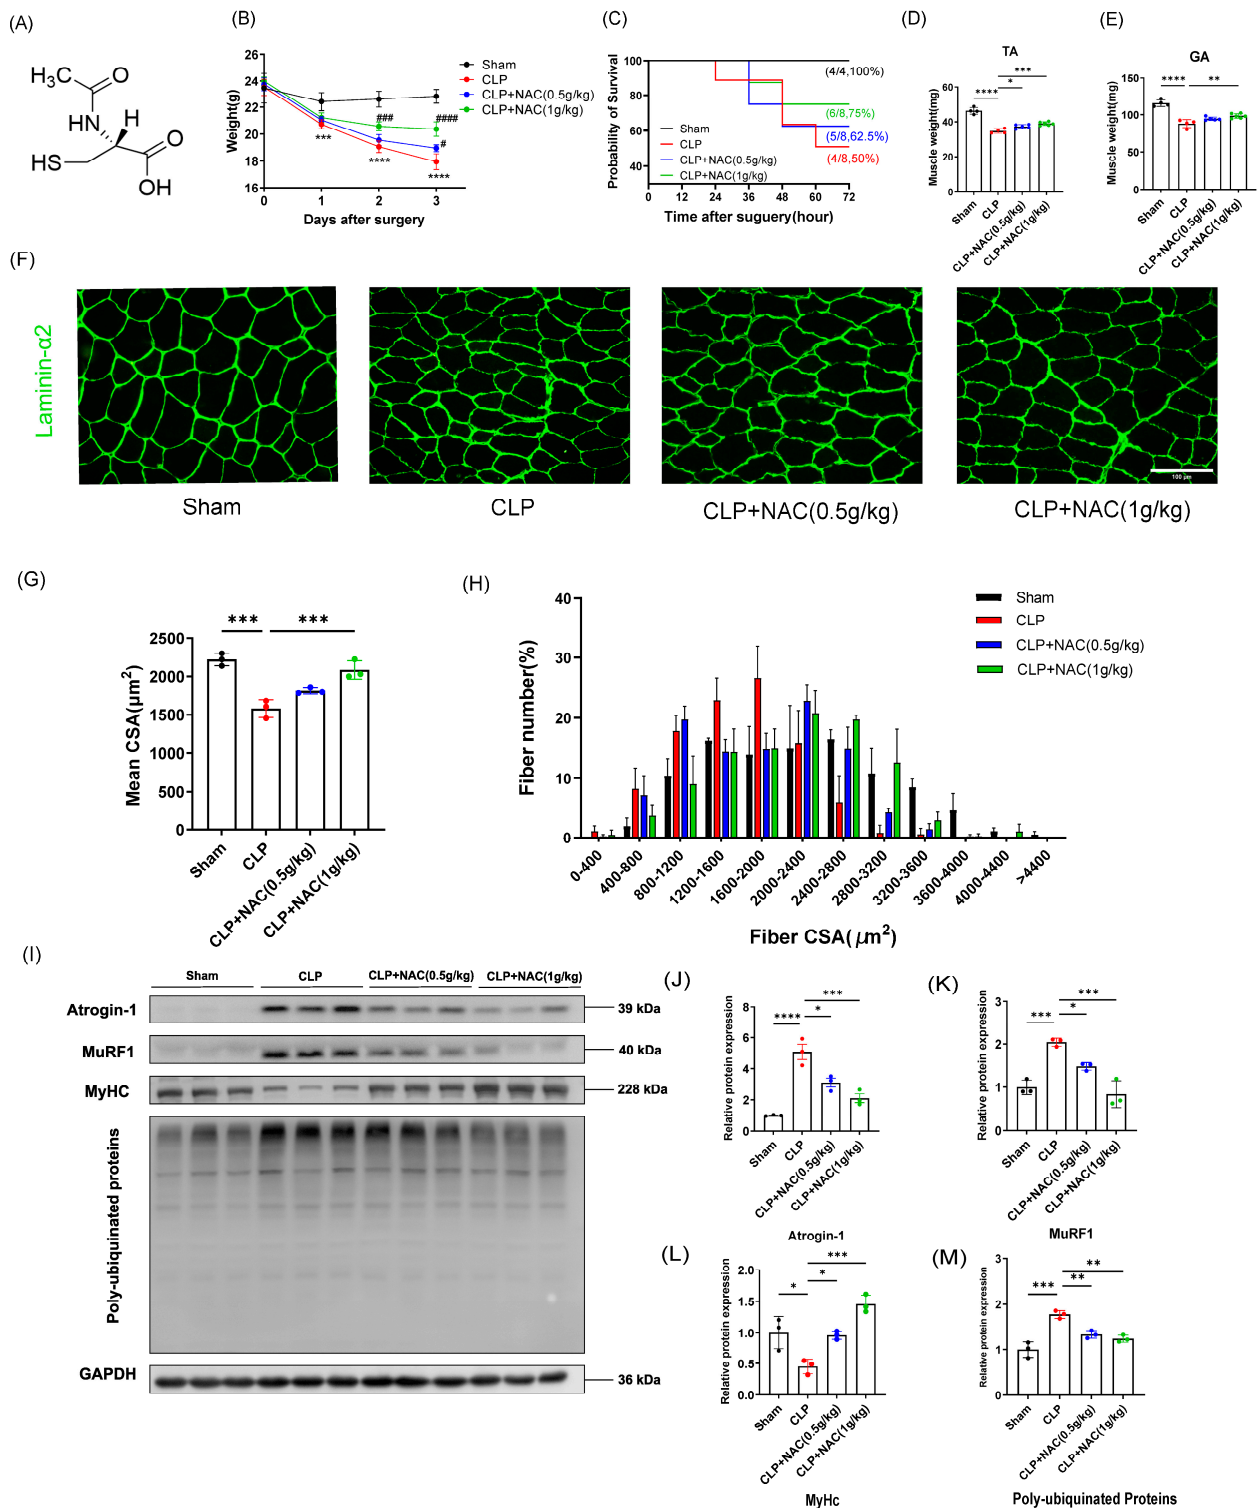 (A)
H₃C
O
HN
H
HS
O
OH
(B)
Weight(g)
26
24
22
20
18
16
0
1
2
3
Days after surgery
Sham
CLP
CLP+NAC(0.5g/kg)
CLP+NAC(1g/kg)
***
****
****
###
####
#
(C)
Probability of Survival
100
80
60
40
0 12 24 36 48 60 72
Time after suguery(hour)
Sham
CLP
CLP+NAC(0.5g/kg)
CLP+NAC(1g/kg)
(4/4,100%)
(6/8,75%)
(5/8,62.5%)
(4/8,50%)
(D)
TA
Muscle weight(mg)
80
60
40
20
0
****
*
***
Sham
CLP
CLP+NAC(0.5g/kg)
CLP+NAC(1g/kg)
(E)
GA
Muscle weight(mg)
150
100
50
0
****
**
Sham
CLP
CLP+NAC(0.5g/kg)
CLP+NAC(1g/kg)
(F)
Laminin-α2
100 μm
Sham
CLP
CLP+NAC(0.5g/kg)
CLP+NAC(1g/kg)
(G)
Mean CSA(μm²)
2500
2000
1500
1000
500
0
***
***
Sham
CLP
CLP+NAC(0.5g/kg)
CLP+NAC(1g/kg)
(H)
Fiber number(%)
40
30
20
10
0
Sham
CLP
CLP+NAC(0.5g/kg)
CLP+NAC(1g/kg)
0-400
400-800
800-1200
1200-1600
1600-2000
2000-2400
2400-2800
2800-3200
3200-3600
3600-4000
4000-4400
>4400
Fiber CSA(μm²)
(I)
Sham
CLP
CLP+NAC(0.5g/kg)
CLP+NAC(1g/kg)
Atrogin-1
39 kDa
MuRF1
40 kDa
MyHC
228 kDa
Poly-ubiquinated proteins
GAPDH
36 kDa
(J)
Relative protein expression
8
6
4
2
0
****
*
***
Sham
CLP
CLP+NAC(0.5g/kg)
CLP+NAC(1g/kg)
Atrogin-1
(K)
Relative protein expression
3
2
1
0
***
*
***
Sham
CLP
CLP+NAC(0.5g/kg)
CLP+NAC(1g/kg)
MuRF1
(L)
Relative protein expression
2.0
1.5
1.0
0.5
0.0
*
*
***
Sham
CLP
CLP+NAC(0.5g/kg)
CLP+NAC(1g/kg)
MyHc
(M)
Relative protein expression
3
2
1
0
***
**
**
Sham
CLP
CLP+NAC(0.5g/kg)
CLP+NAC(1g/kg)
Poly-ubiquinated Proteins